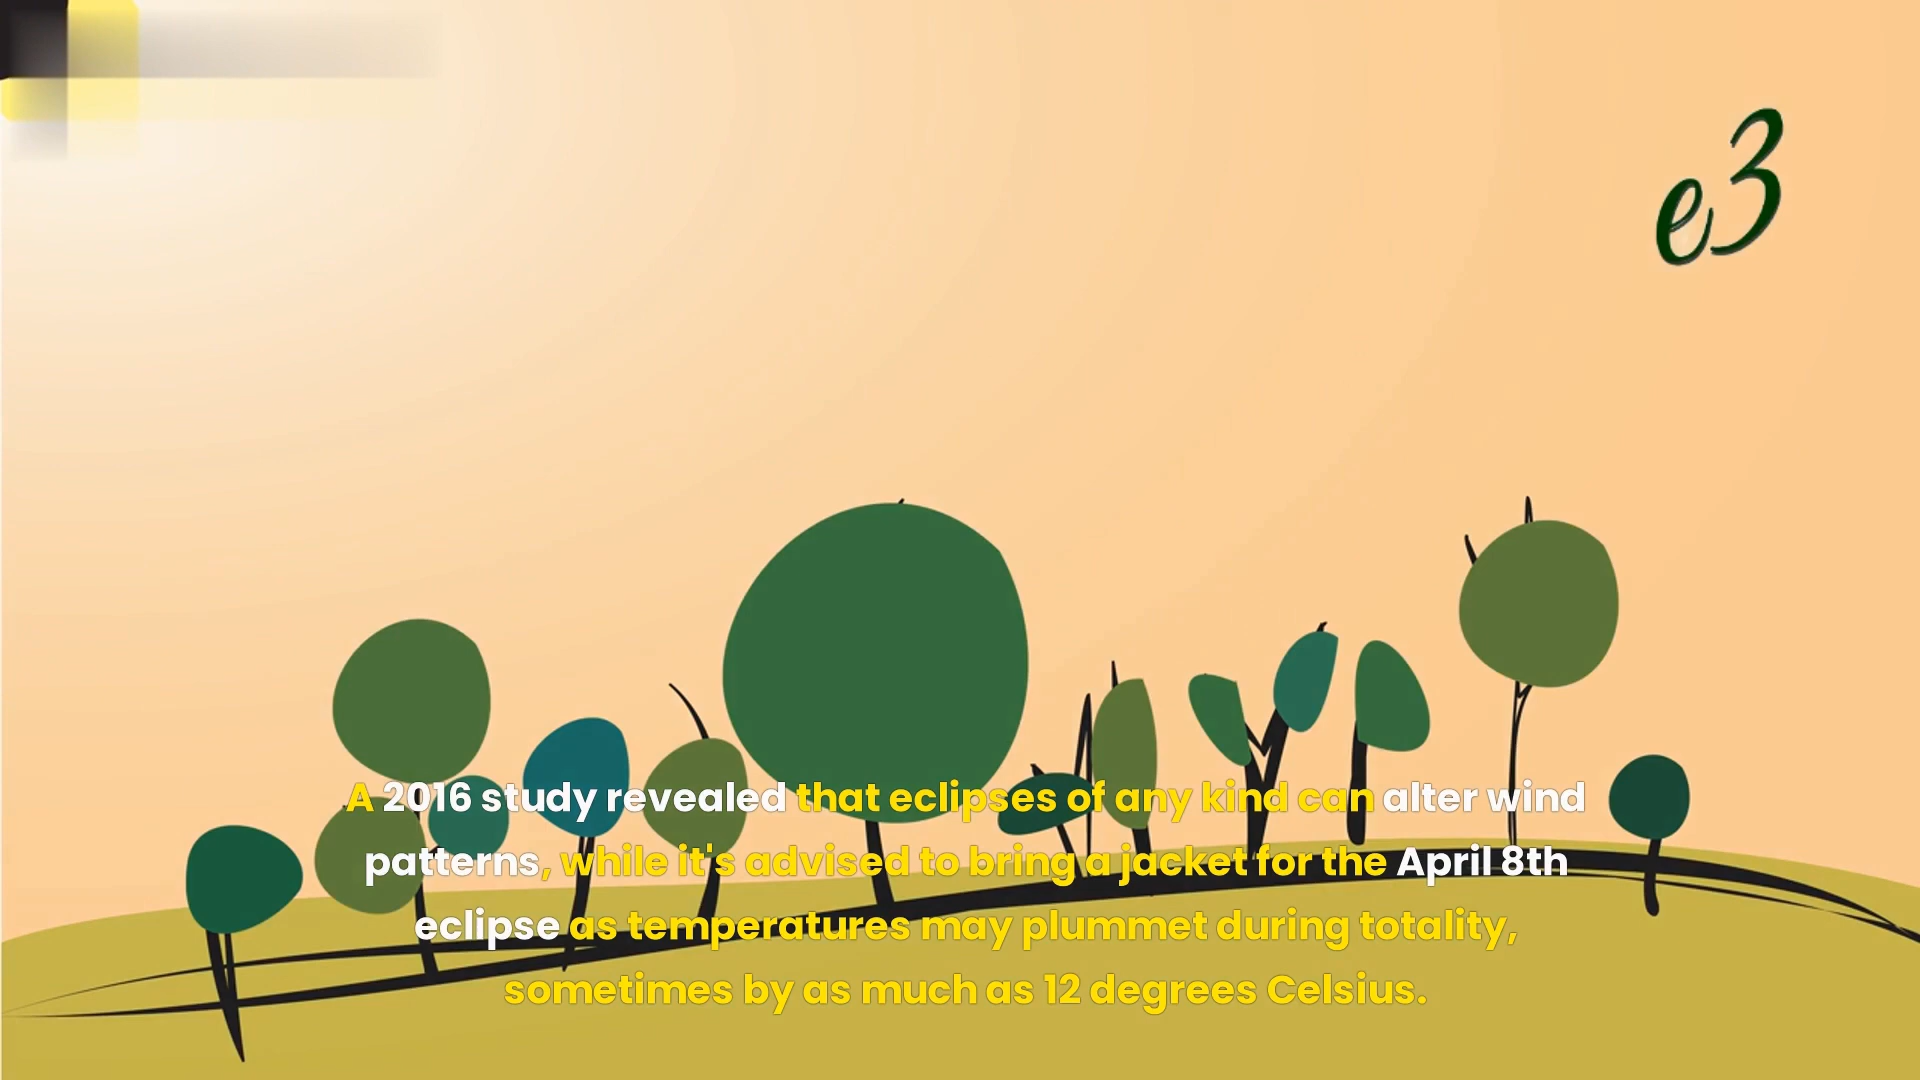 e3
A 2016 study revealed that eclipses of any kind can alter wind
patterns, while it's advised to bring a jacket for the April 8th
eclipse as temperatures may plummet during totality,
sometimes by as much as 12 degrees Celsius.